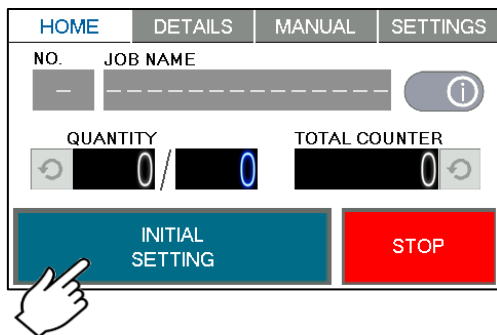 HOME DETAILS MANUAL SETTINGS
NO. JOB NAME
– – – – – – – – – – – – – – – – i
QUANTITY TOTAL COUNTER
0 / 0 0
INITIAL
SETTING STOP